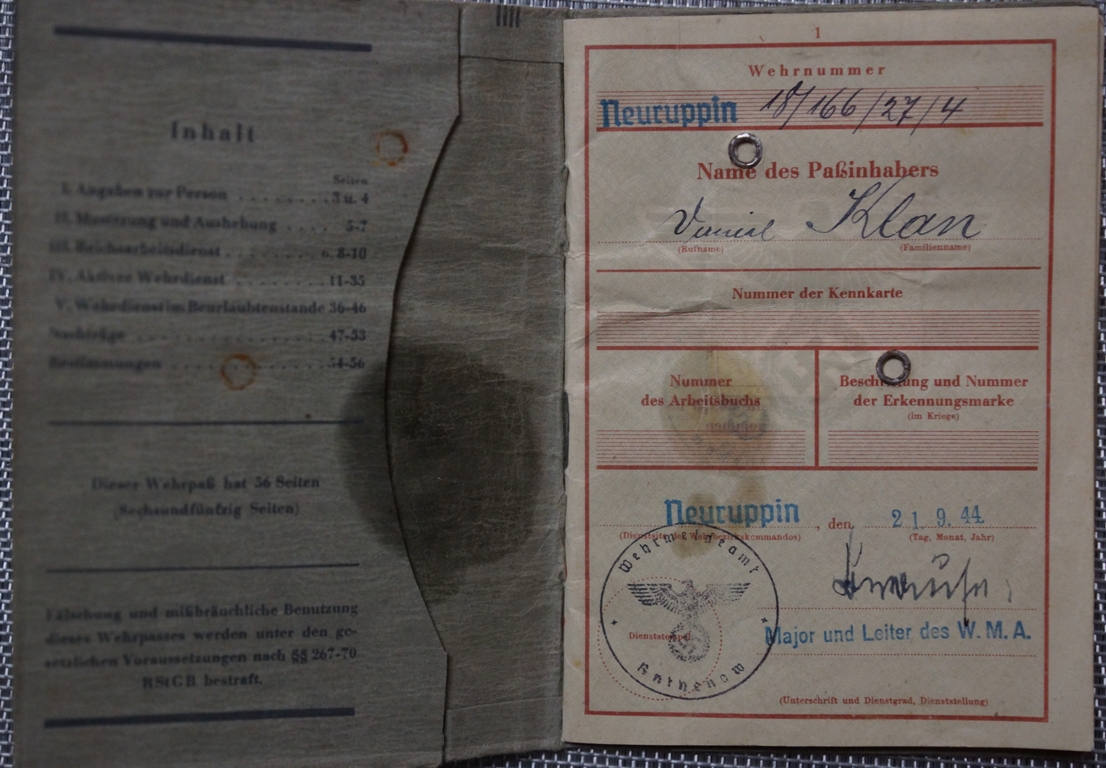 Inhalt
Seiten
I. Angaben zur Person . . . . . . . . 3 u. 4
II. Musterung und Aushebung . . . . 5-7
III. Reichsarbeitsdienst . . . . . . . . 8-10
IV. Aktiver Wehrdienst . . . . . . . . 11-35
V. Wehrdienst im Beurlaubtenstande 36-46
Nachträge . . . . . . . . . . . . . 47-53
Bestimmungen . . . . . . . . . . 54-56
Dieser Wehrpaß hat 56 Seiten
(Sechsundfünfzig Seiten)
Fälschung und mißbräuchliche Benutzung
dieses Wehrpasses werden unter den ge-
setzlichen Voraussetzungen nach §§ 267-70
RStGB bestraft.
1
Wehrnummer
Neuruppin 18/166/27/4
Name des Paßinhabers
Klan
(Rufname) (Familienname)
Nummer der Kennkarte
Nummer
des Arbeitsbuchs
Beschriftung und Nummer
der Erkennungsmarke
(im Kriege)
Neuruppin, den 21. 9. 44
(Dienststelle des Wehrbezirkskommandos) (Tag, Monat, Jahr)
Wehrmeldeamt
Dienststempel
Rathenow
Major und Leiter des W. M. A.
(Unterschrift und Dienstgrad, Dienststellung)